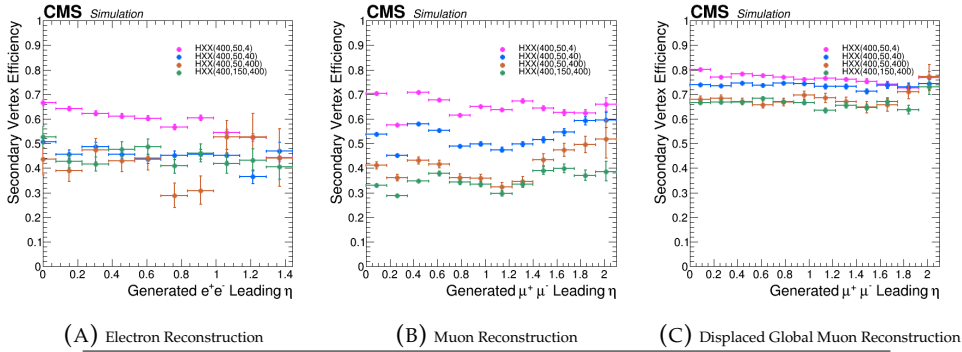 CMS Simulation
Secondary Vertex Efficiency
1
0.9
0.8
0.7
0.6
0.5
0.4
0.3
0.2
0.1
0
HXX(400,50,4)
HXX(400,50,40)
HXX(400,50,400)
HXX(400,150,400)
0 0.2 0.4 0.6 0.8 1 1.2 1.4
Generated e⁺e⁻ Leading η
(A) Electron Reconstruction
CMS Simulation
Secondary Vertex Efficiency
1
0.9
0.8
0.7
0.6
0.5
0.4
0.3
0.2
0.1
0
HXX(400,50,4)
HXX(400,50,40)
HXX(400,50,400)
HXX(400,150,400)
0 0.2 0.4 0.6 0.8 1 1.2 1.4 1.6 1.8 2
Generated μ⁺ μ⁻ Leading η
(B) Muon Reconstruction
CMS Simulation
Secondary Vertex Efficiency
1
0.9
0.8
0.7
0.6
0.5
0.4
0.3
0.2
0.1
0
HXX(400,50,4)
HXX(400,50,40)
HXX(400,50,400)
HXX(400,150,400)
0 0.2 0.4 0.6 0.8 1 1.2 1.4 1.6 1.8 2
Generated μ⁺ μ⁻ Leading η
(C) Displaced Global Muon Reconstruction